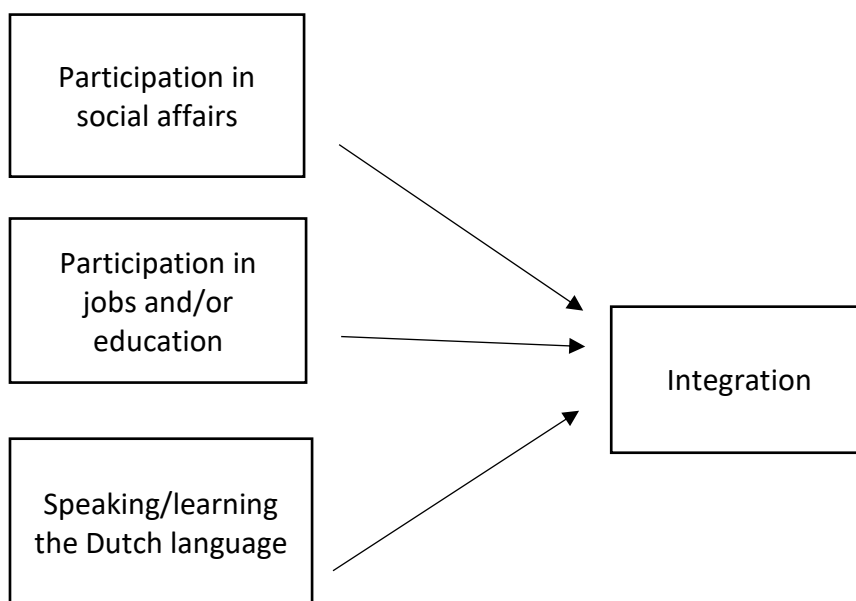 Participation in
social affairs
Participation in
jobs and/or
education
Integration
Speaking/learning
the Dutch language